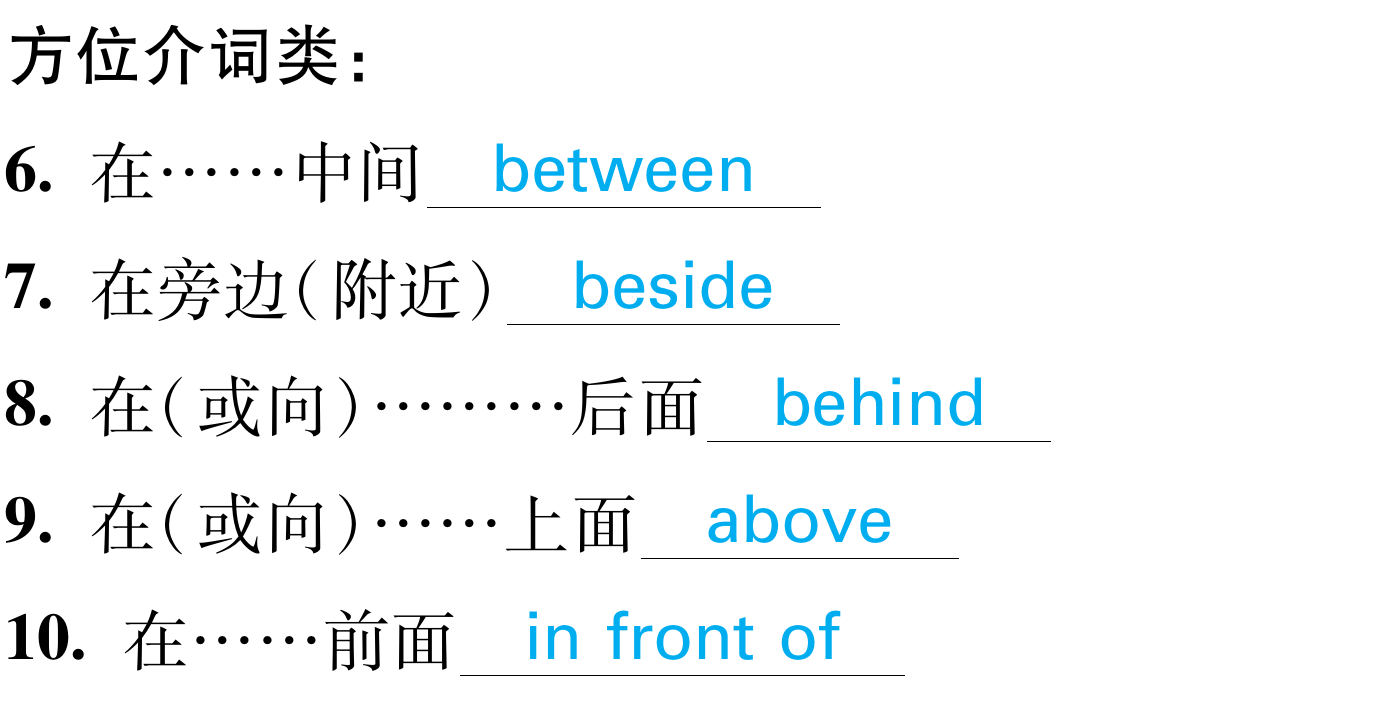 方位介词类：
6. 在……中间 between
7. 在旁边(附近) beside
8. 在(或向)………后面 behind
9. 在(或向)……上面 above
10. 在……前面 in front of